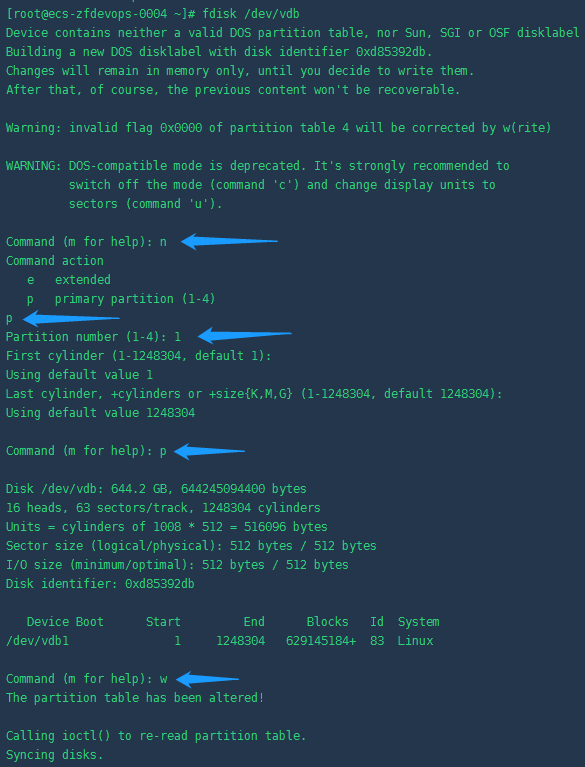 [root@ecs-zfdevops-0004 ~]# fdisk /dev/vdb
Device contains neither a valid DOS partition table, nor Sun, SGI or OSF disklabel
Building a new DOS disklabel with disk identifier 0xd85392db.
Changes will remain in memory only, until you decide to write them.
After that, of course, the previous content won't be recoverable.

Warning: invalid flag 0x0000 of partition table 4 will be corrected by w(rite)

WARNING: DOS-compatible mode is deprecated. It's strongly recommended to
         switch off the mode (command 'c') and change display units to
         sectors (command 'u').

Command (m for help): n
Command action
   e   extended
   p   primary partition (1-4)
p
Partition number (1-4): 1
First cylinder (1-1248304, default 1):
Using default value 1
Last cylinder, +cylinders or +size{K,M,G} (1-1248304, default 1248304):
Using default value 1248304

Command (m for help): p

Disk /dev/vdb: 644.2 GB, 644245094400 bytes
16 heads, 63 sectors/track, 1248304 cylinders
Units = cylinders of 1008 * 512 = 516096 bytes
Sector size (logical/physical): 512 bytes / 512 bytes
I/O size (minimum/optimal): 512 bytes / 512 bytes
Disk identifier: 0xd85392db

   Device Boot      Start         End      Blocks   Id  System
/dev/vdb1               1     1248304   629145184+  83  Linux

Command (m for help): w
The partition table has been altered!

Calling ioctl() to re-read partition table.
Syncing disks.